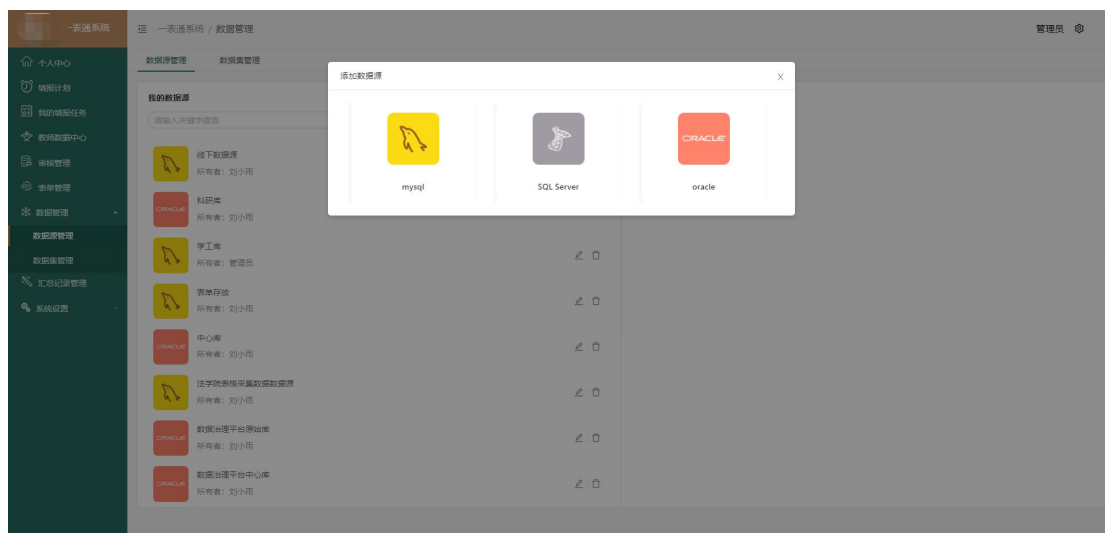 一表通系统
一表通系统 / 数据管理
管理员
个人中心
填报计划
我的填报任务
教师数据中心
审核管理
表单管理
数据管理
数据源管理
数据集管理
汇总记录管理
系统设置
数据源管理
数据集管理
我的数据源
请输入关键字搜索
线下数据源
所有者：刘小雨
ORACLE
科研库
所有者：刘小雨
学工库
所有者：管理员
表单存放
所有者：刘小雨
ORACLE
中心库
所有者：刘小雨
法学院表格采集数据数据源
所有者：刘小雨
ORACLE
数据治理平台原始库
所有者：刘小雨
ORACLE
数据治理平台中心库
所有者：刘小雨
添加数据源
X
mysql
SQL Server
ORACLE
oracle